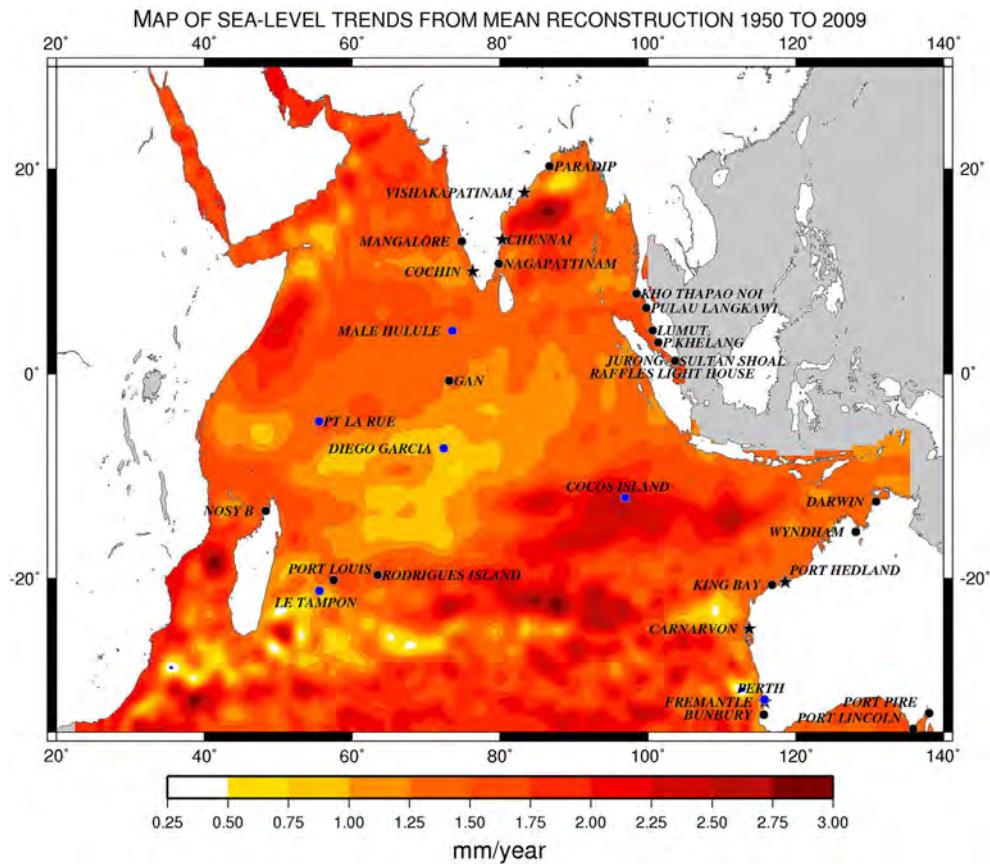 MAP OF SEA-LEVEL TRENDS FROM MEAN RECONSTRUCTION 1950 TO 2009
20° 40° 60° 80° 100° 120° 140°
20° 20°
PARADIP
VISHAKAPATINAM
MANGALORE CHENNAI
COCHIN NAGAPATTINAM
KHO THAPAO NOI
PULAU LANGKAWI
MALE HULULE LUMUT
P.KHELANG
JURONG SULTAN SHOAL
0° RAFFLES LIGHT HOUSE 0°
GAN
PT LA RUE
DIEGO GARCIA
COCOS ISLAND
NOSY B DARWIN
WYNDHAM
PORT LOUIS RODRIGUES ISLAND PORT HEDLAND
-20° KING BAY -20°
LE TAMPON
CARNARVON
PERTH
FREMANTLE PORT PIRE
BUNBURY PORT LINCOLN
20° 40° 60° 80° 100° 120° 140°
0.25 0.50 0.75 1.00 1.25 1.50 1.75 2.00 2.25 2.50 2.75 3.00
mm/year